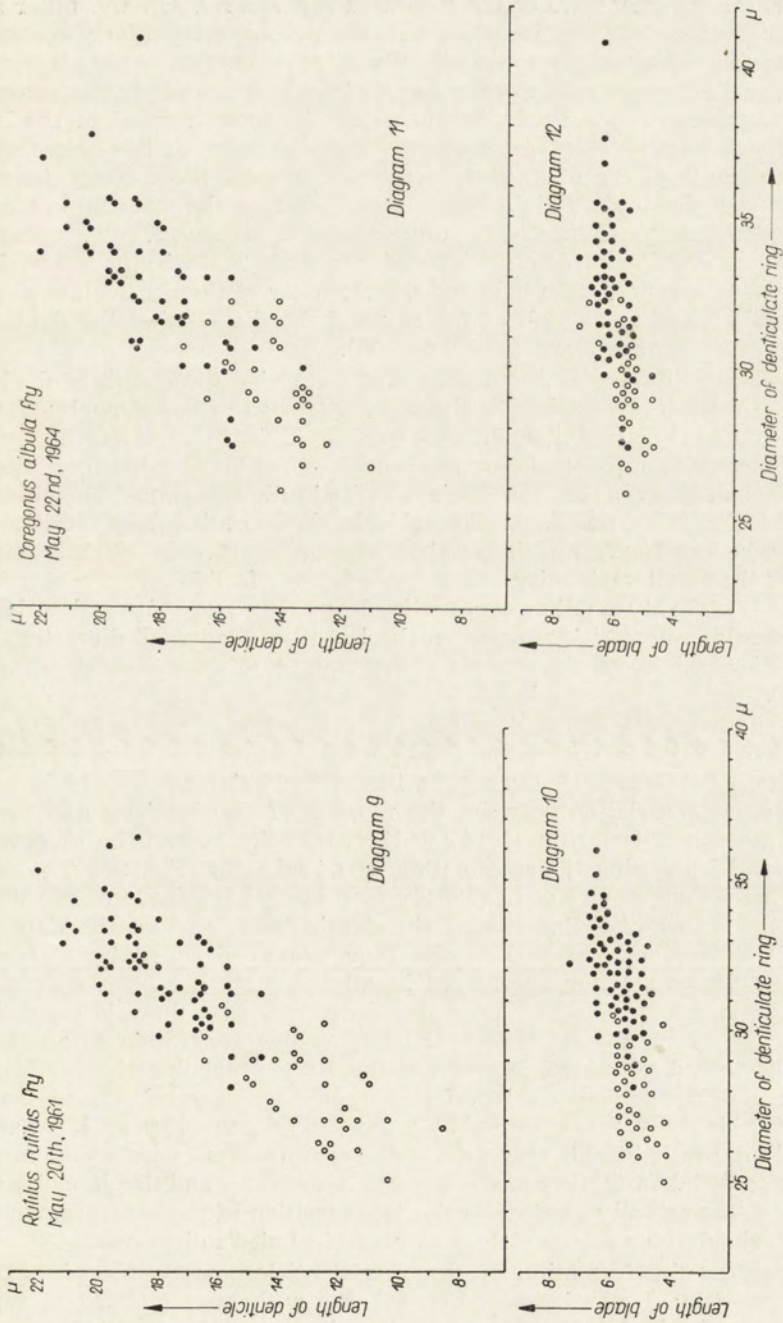 Rutilus rutilus fry
May 20th, 1961
μ
22
20
18
16
14
12
10
8
Length of denticle
Diagram 9
8
6
4
Length of blade
Diagram 10
25
30
35
40 μ
Diameter of denticulate ring
Coregonus albula fry
May 22nd, 1964
μ
22
20
18
16
14
12
10
8
Length of denticle
Diagram 11
8
6
4
Length of blade
Diagram 12
25
30
35
40
μ
Diameter of denticulate ring